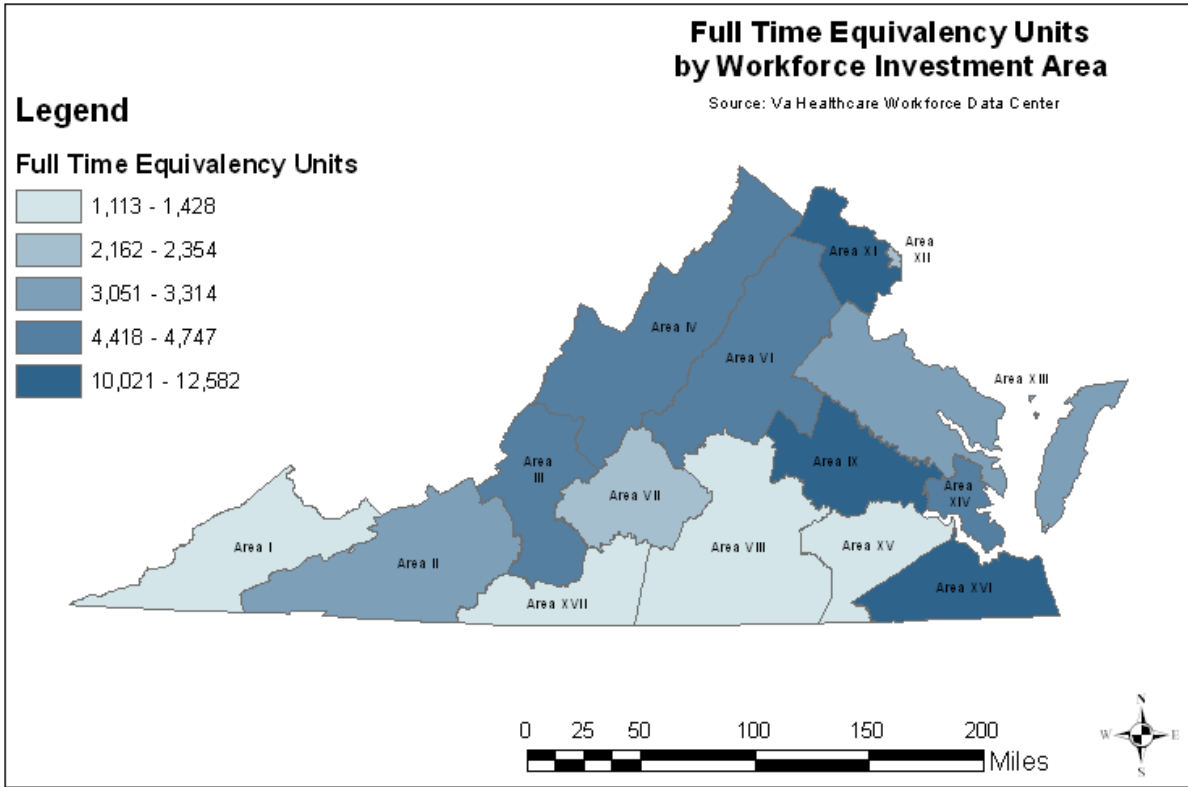 Full Time Equivalency Units
by Workforce Investment Area
Source: Va Healthcare Workforce Data Center
Legend
Full Time Equivalency Units
1,113 - 1,428
2,162 - 2,354
3,051 - 3,314
4,418 - 4,747
10,021 - 12,582
Area XI
Area
XII
Area IV
Area VI
Area XIII
Area
III
Area IX
Area VII
Area
XIV
Area I
Area II
Area VIII
Area XV
Area XVII
Area XVI
0 25 50 100 150 200
Miles
N
W E
S